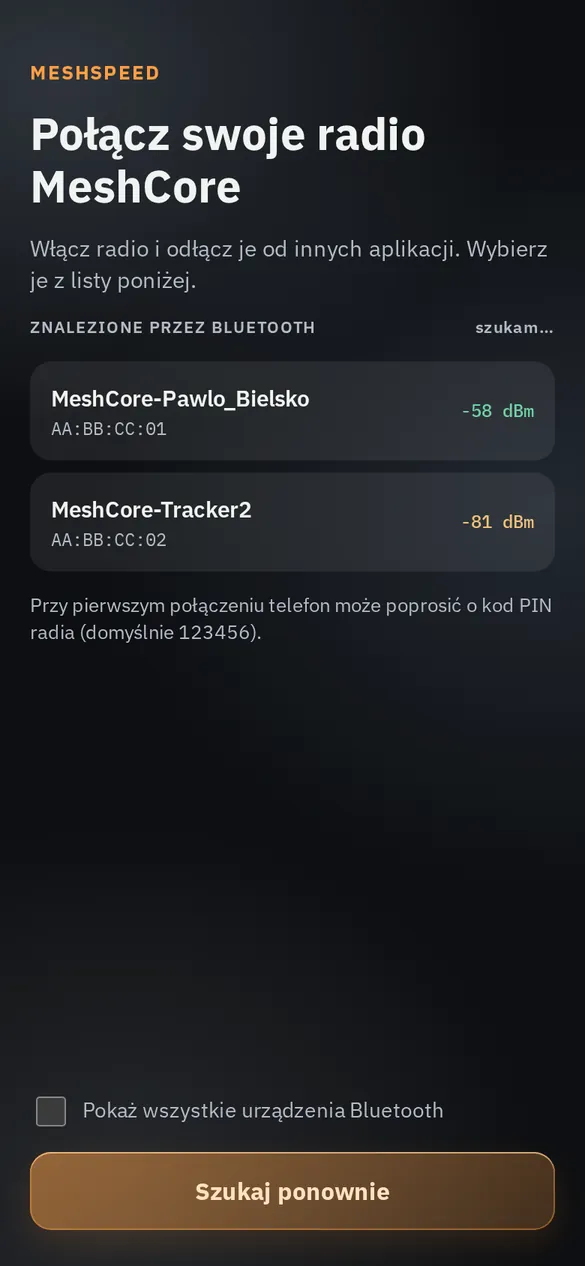 MESHSPEED
Połącz swoje radio
MeshCore
Włącz radio i odłącz je od innych aplikacji. Wybierz
je z listy poniżej.
ZNALEZIONE PRZEZ BLUETOOTH szukam…
MeshCore-Pawlo_Bielsko
AA:BB:CC:01
-58 dBm
MeshCore-Tracker2
AA:BB:CC:02
-81 dBm
Przy pierwszym połączeniu telefon może poprosić o kod PIN
radia (domyślnie 123456).
Pokaż wszystkie urządzenia Bluetooth
Szukaj ponownie